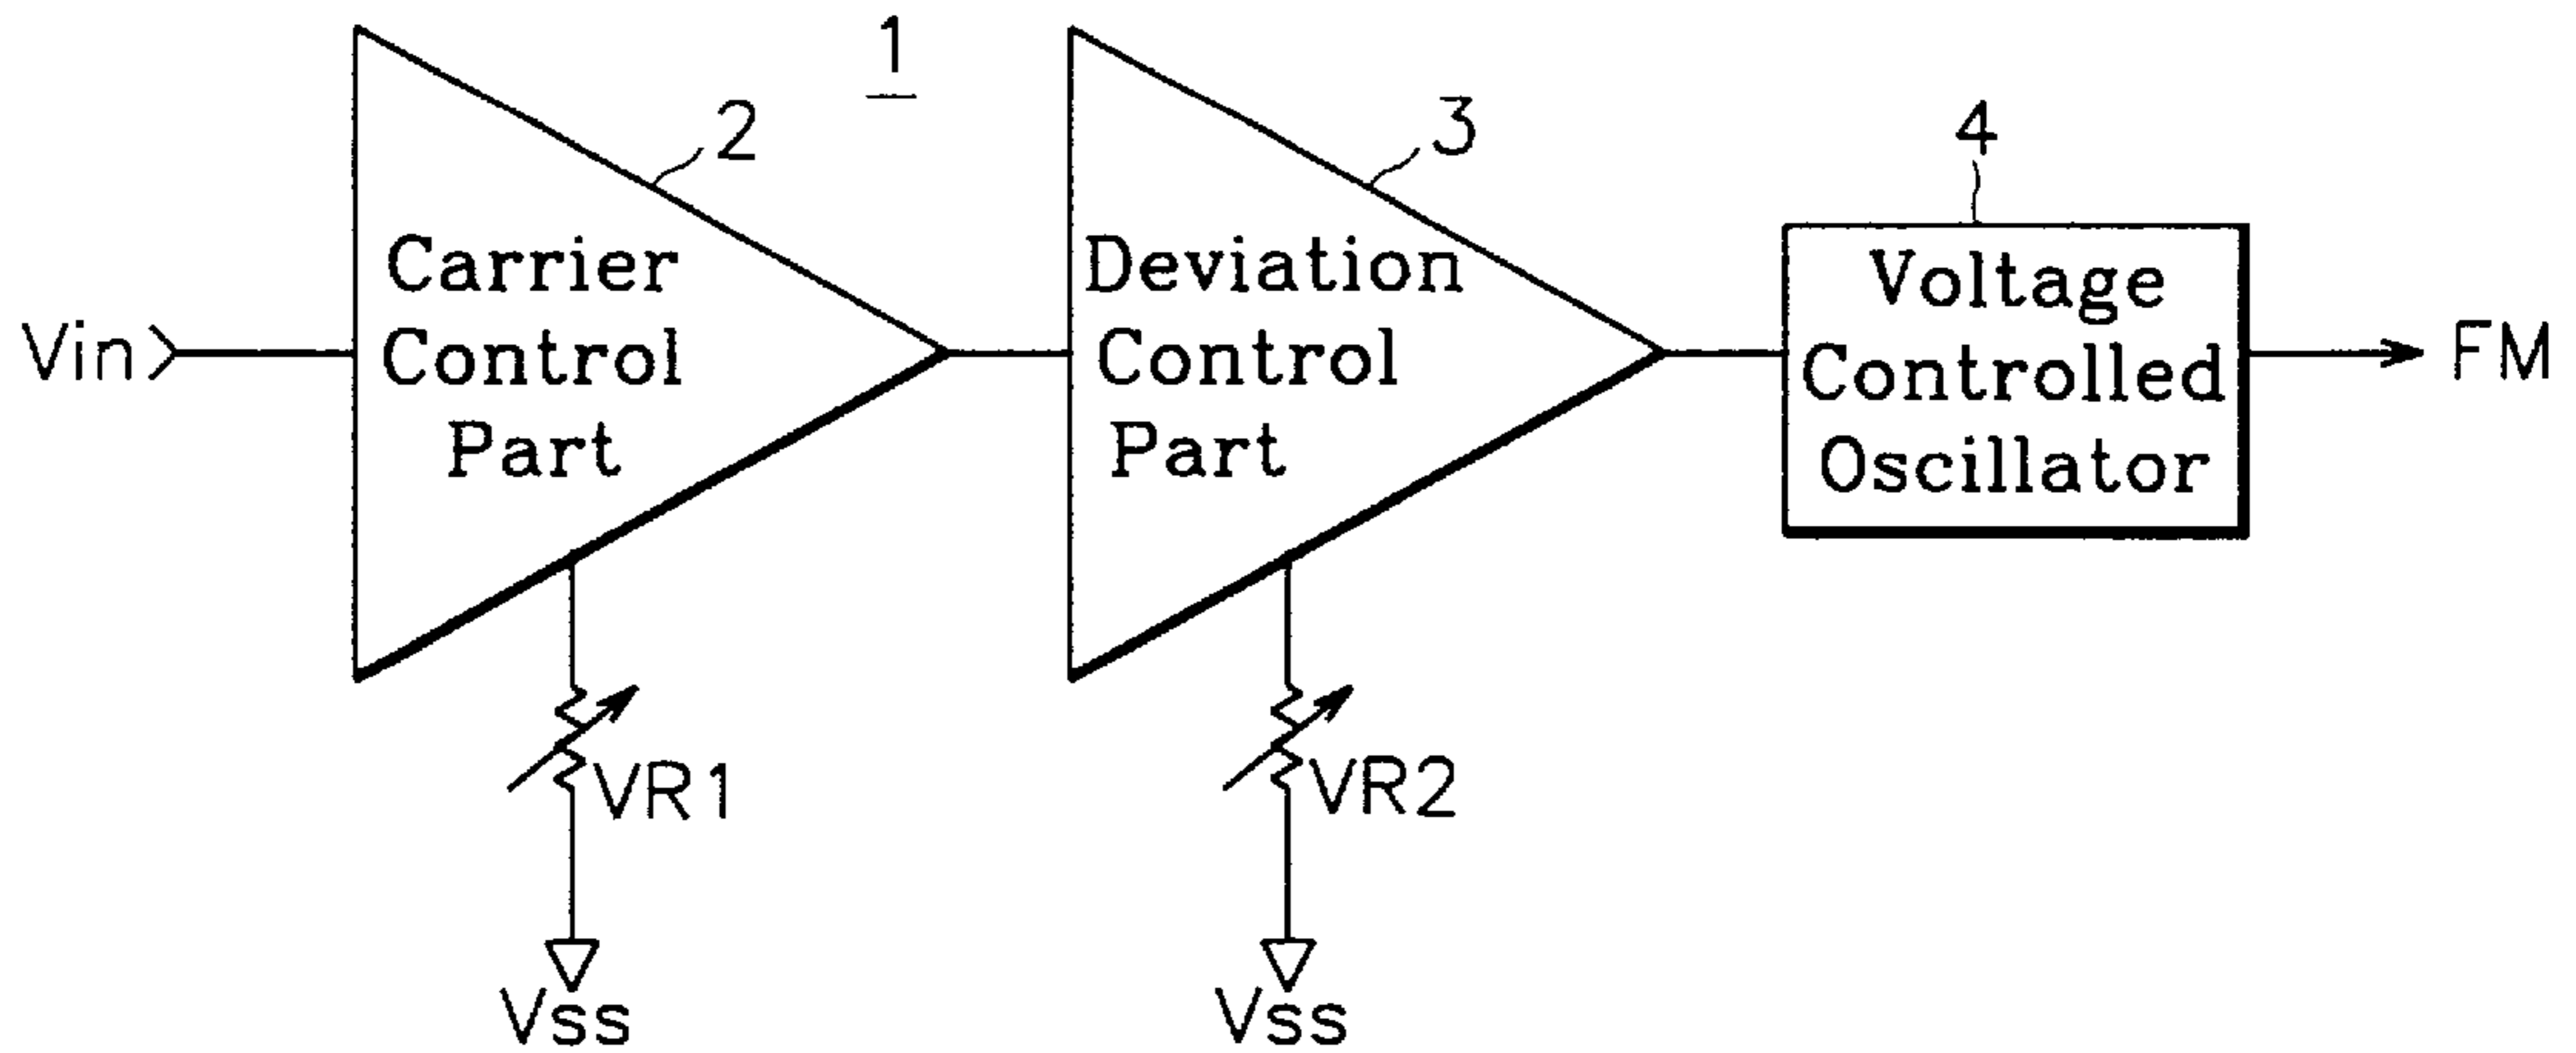 1
2
3
4
Carrier
Control
Part
Deviation
Control
Part
Voltage
Controlled
Oscillator
Vin
FM
VR1
VR2
Vss
Vss